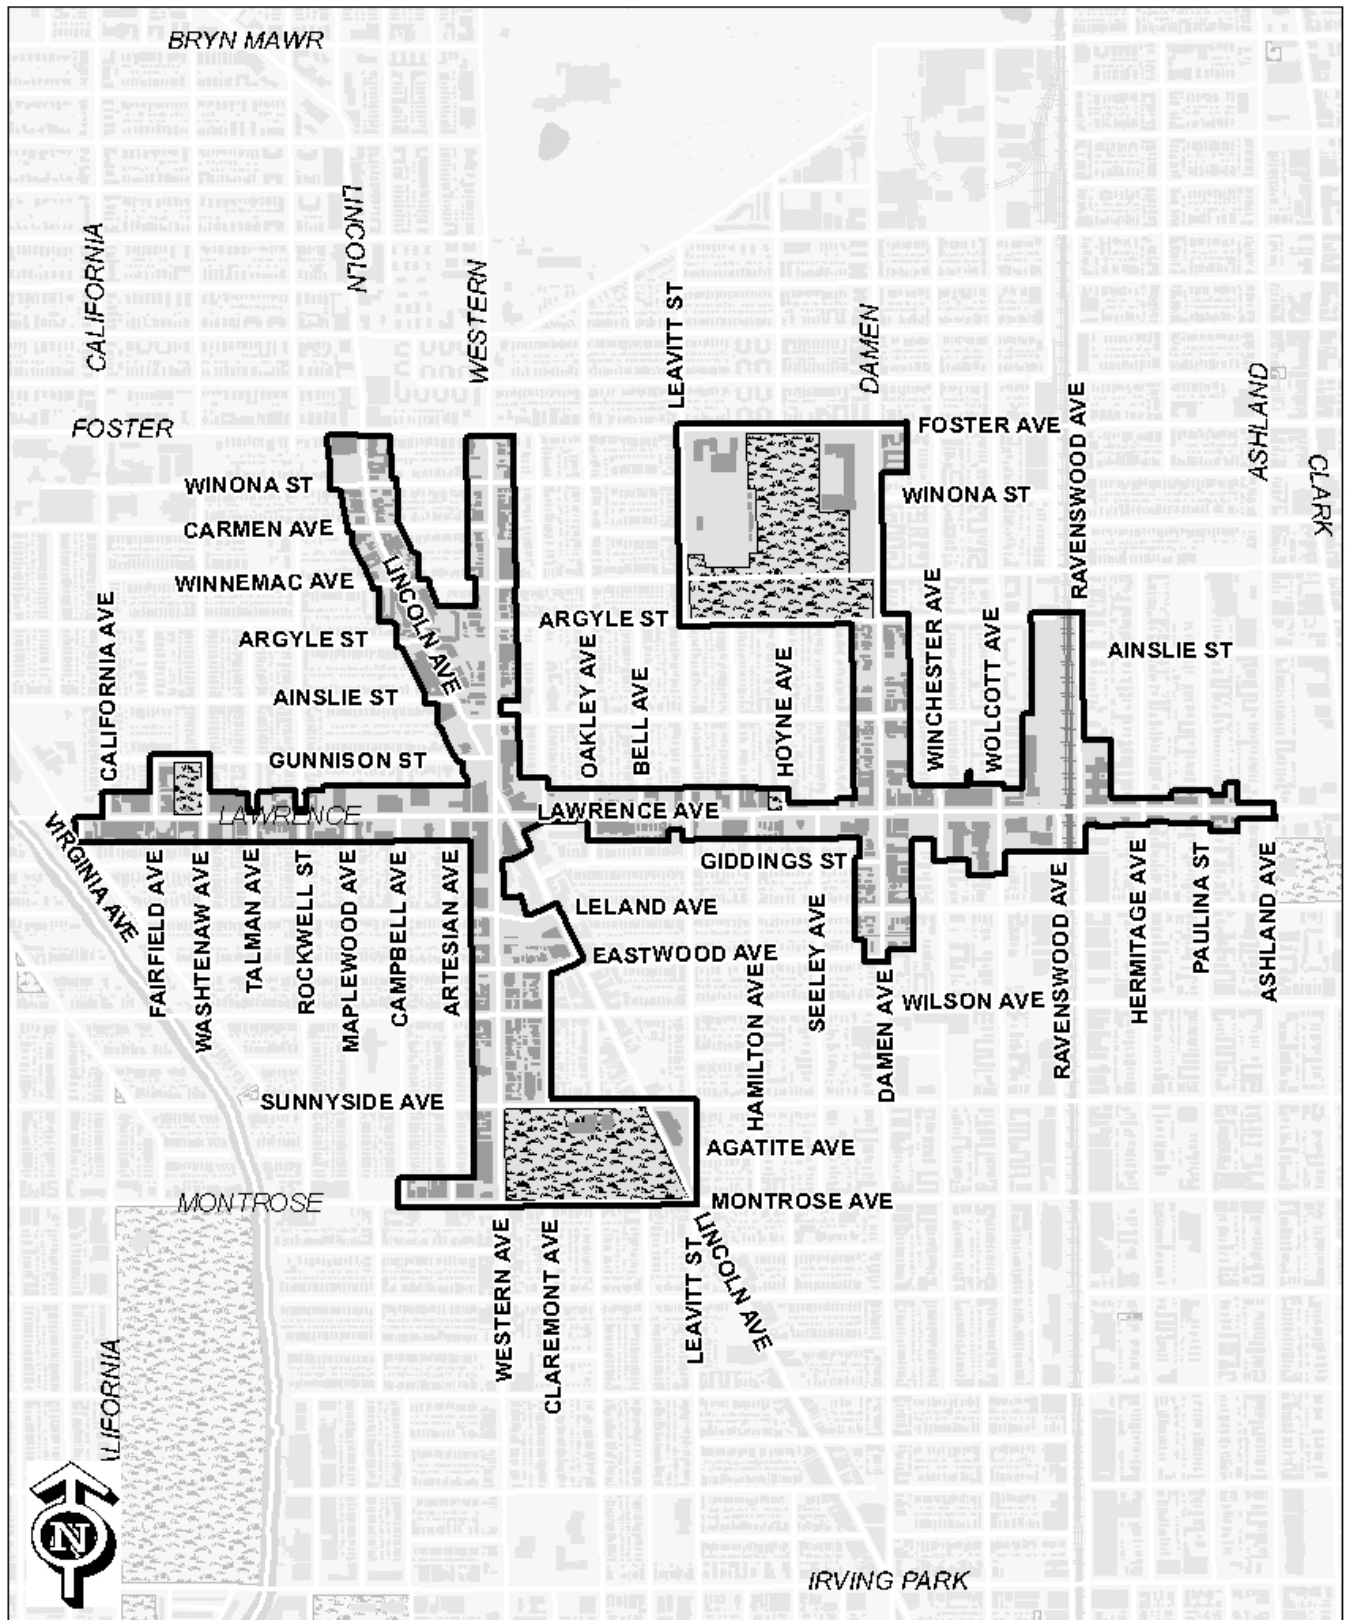 BRYN MAWR
LINCOLN
CALIFORNIA
WESTERN
LEAVITT ST
DAMEN
ASHLAND
CLARK
RAVENSWOOD AVE
FOSTER
FOSTER AVE
WINONA ST
WINONA ST
CARMEN AVE
WINNEMAC AVE
LINCOLN AVE
ARGYLE ST
ARGYLE ST
CALIFORNIA AVE
OAKLEY AVE
BELL AVE
HOYNE AVE
WINCHESTER AVE
WOLCOTT AVE
AINSLIE ST
AINSLIE ST
GUNNISON ST
LAWRENCE
LAWRENCE AVE
VIRGINIA AVE
GIDDINGS ST
FAIRFIELD AVE
WASHTENAW AVE
TALMAN AVE
ROCKWELL ST
MAPLEWOOD AVE
CAMPBELL AVE
ARTESIAN AVE
LELAND AVE
EASTWOOD AVE
HAMILTON AVE
SEELEY AVE
DAMEN AVE
WILSON AVE
RAVENSWOOD AVE
HERMITAGE AVE
PAULINA ST
ASHLAND AVE
SUNNYSIDE AVE
AGATITE AVE
MONTROSE
MONTROSE AVE
WESTERN AVE
CLAREMONT AVE
LEAVITT ST
LINCOLN AVE
LIFORNIA
N
IRVING PARK